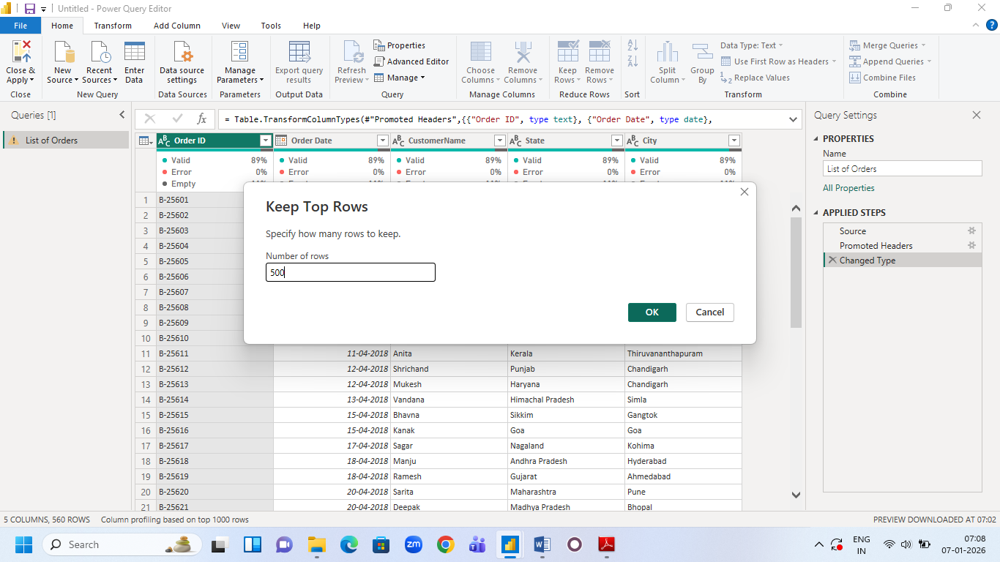 Untitled - Power Query Editor
File Home Transform Add Column View Tools Help
Close & Apply
New Source
Recent Sources
Enter Data
Data source settings
Manage Parameters
Export query results
Refresh Preview
Properties
Advanced Editor
Manage
Choose Columns
Remove Columns
Keep Rows
Remove Rows
Split Column
Group By
Data Type: Text
Use First Row as Headers
Replace Values
Merge Queries
Append Queries
Combine Files
Close New Query Data Sources Parameters Output Data Query Manage Columns Reduce Rows Sort Transform Combine
Queries [1]
List of Orders
= Table.TransformColumnTypes(#"Promoted Headers",{{"Order ID", type text}, {"Order Date", type date},
Order ID Order Date CustomerName State City
Valid 89% Valid 89% Valid 89% Valid 89% Valid 89%
Error 0% Error 0% Error 0% Error 0% Error 0%
Empty
1 B-25601
2 B-25602
3 B-25603
4 B-25604
5 B-25605
6 B-25606
7 B-25607
8 B-25608
9 B-25609
10 B-25610
Keep Top Rows
Specify how many rows to keep.
Number of rows
500
OK Cancel
11 B-25611 11-04-2018 Anita Kerala Thiruvananthapuram
12 B-25612 12-04-2018 Shrichand Punjab Chandigarh
13 B-25613 12-04-2018 Mukesh Haryana Chandigarh
14 B-25614 13-04-2018 Vandana Himachal Pradesh Simla
15 B-25615 15-04-2018 Bhavna Sikkim Gangtok
16 B-25616 15-04-2018 Kanak Goa Goa
17 B-25617 17-04-2018 Sagar Nagaland Kohima
18 B-25618 18-04-2018 Manju Andhra Pradesh Hyderabad
19 B-25619 18-04-2018 Ramesh Gujarat Ahmedabad
20 B-25620 20-04-2018 Sarita Maharashtra Pune
21 B-25621 20-04-2018 Deepak Madhya Pradesh Bhopal
Query Settings
PROPERTIES
Name
List of Orders
All Properties
APPLIED STEPS
Source
Promoted Headers
Changed Type
5 COLUMNS, 560 ROWS Column profiling based on top 1000 rows PREVIEW DOWNLOADED AT 07:02
Search
zm
ENG
IN
07:08
07-01-2026